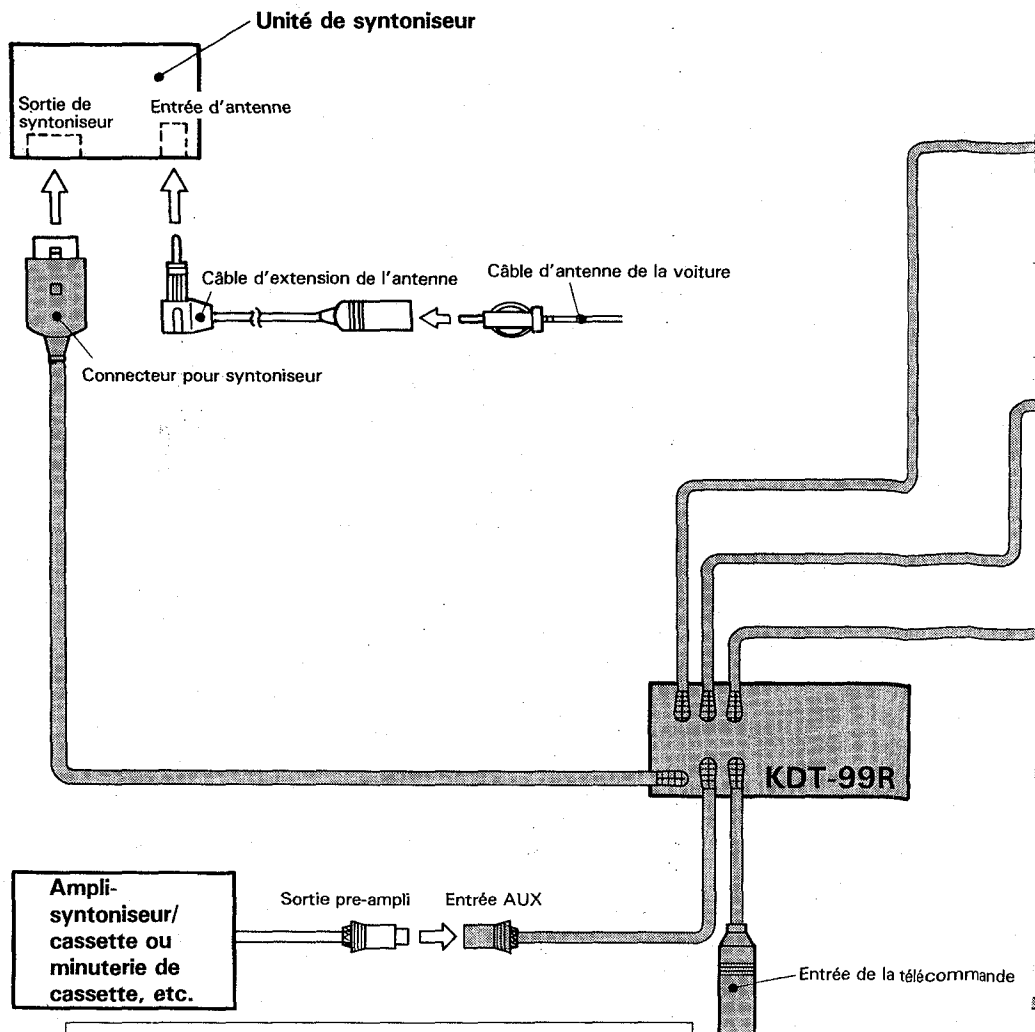 Unité de syntoniseur
Sortie de
syntoniseur
Entrée d'antenne
Câble d'extension de l'antenne
Câble d'antenne de la voiture
Connecteur pour syntoniseur
KDT-99R
Ampli-
syntoniseur/
cassette ou
minuterie de
cassette, etc.
Sortie pre-ampli
Entrée AUX
Entrée de la télécommande